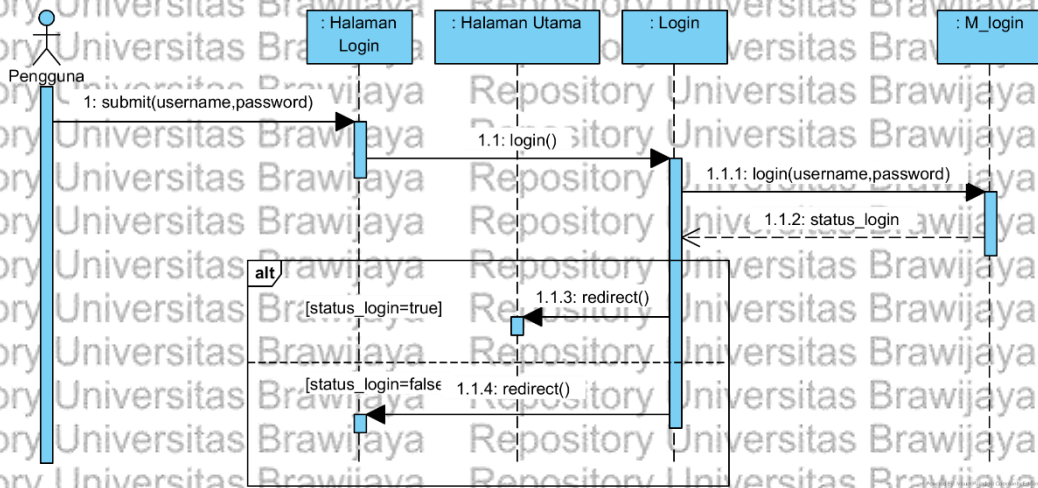 : Halaman
Login
: Halaman Utama
: Login
: M_login
Pengguna
1: submit(username,password)
1.1: login()
1.1.1: login(username,password)
1.1.2: status_login
alt
[status_login=true]
1.1.3: redirect()
[status_login=false
1.1.4: redirect()
Repository Universitas Brawijaya